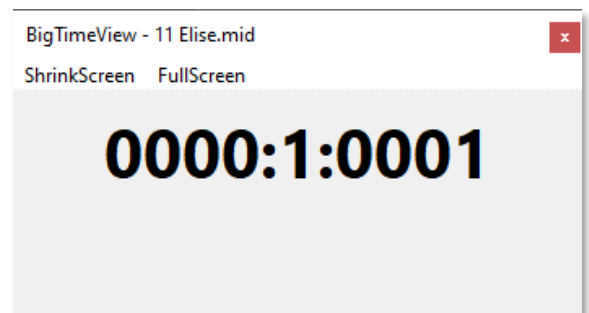 BigTimeView - 11 Elise.mid
x
ShrinkScreen FullScreen
0000:1:0001